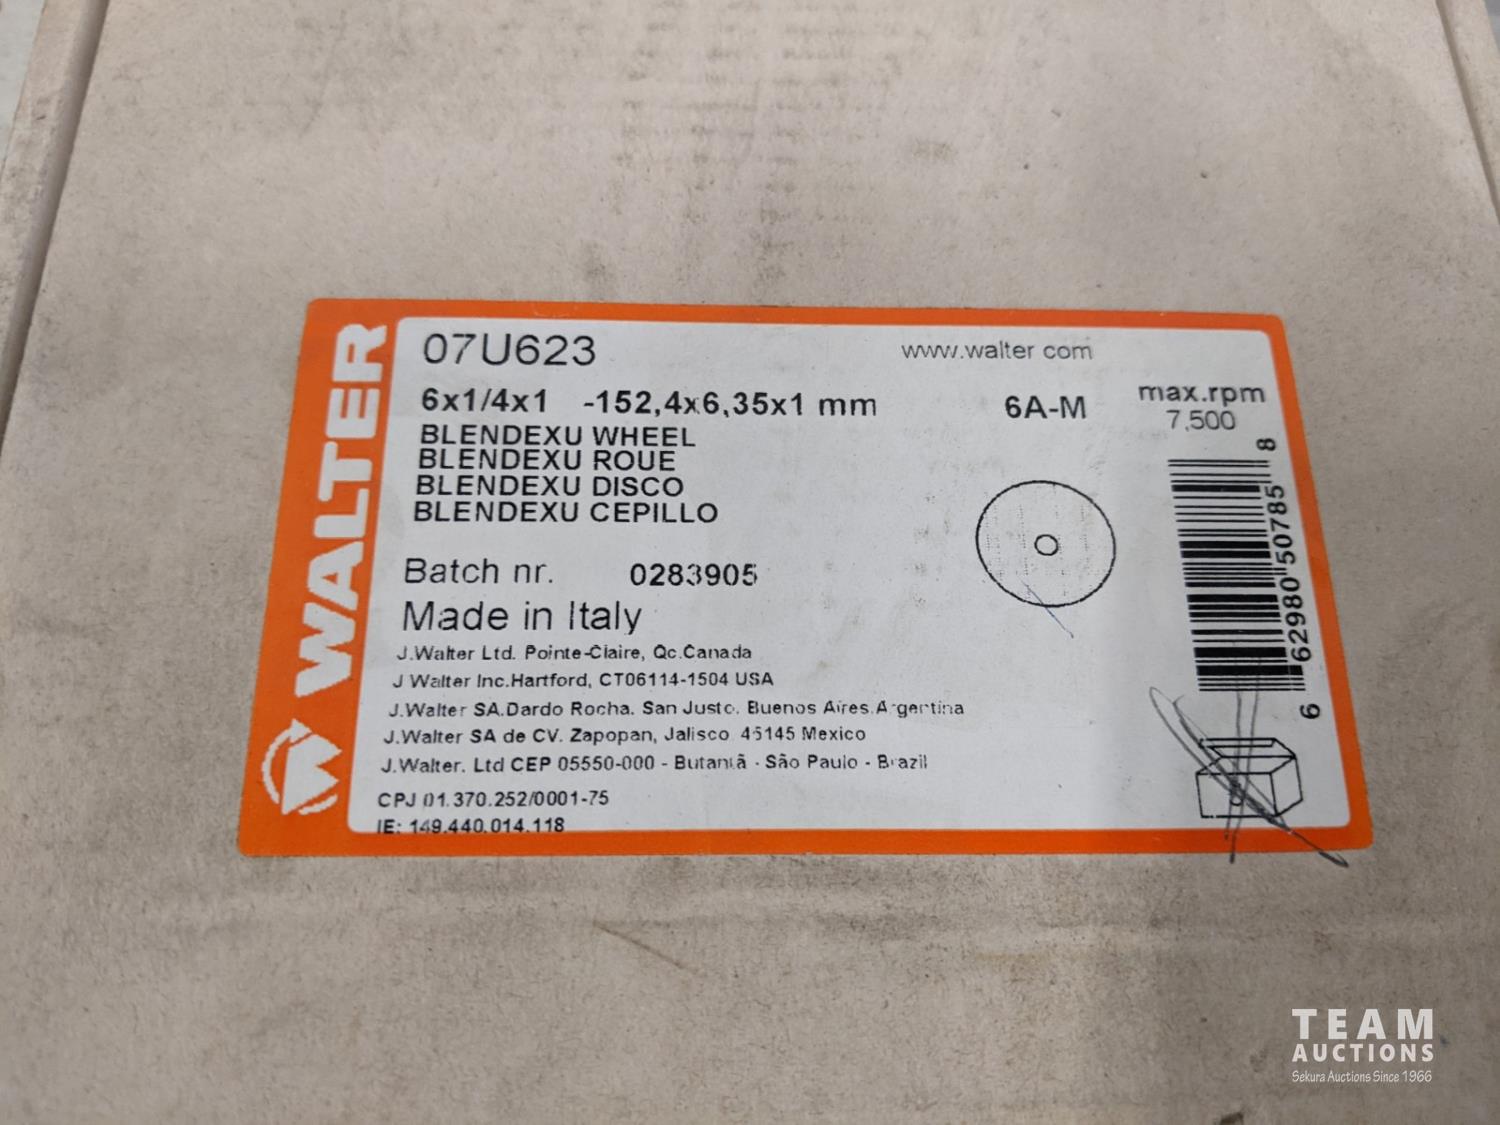 WALTER
07U623
www.walter com
6x1/4x1 -152,4x6,35x1 mm
6A-M
max.rpm
7,500
BLENDEXU WHEEL
BLENDEXU ROUE
BLENDEXU DISCO
BLENDEXU CEPILLO
Batch nr. 0283905
Made in Italy
J.Walter Ltd. Pointe-Claire, Qc.Canada
J Walter Inc.Hartford, CT06114-1504 USA
J.Walter SA.Dardo Rocha. San Justo. Buenos Aires.Argentina
J.Walter SA de CV. Zapopan, Jalisco 45145 Mexico
J.Walter. Ltd CEP 05550-000 - Butantã - São Paulo - Brazil
CPJ 01.370.252/0001-75
IE: 149.440.014.118
6 62980 50785 8
TEAM
AUCTIONS
Sekura Auctions Since 1966